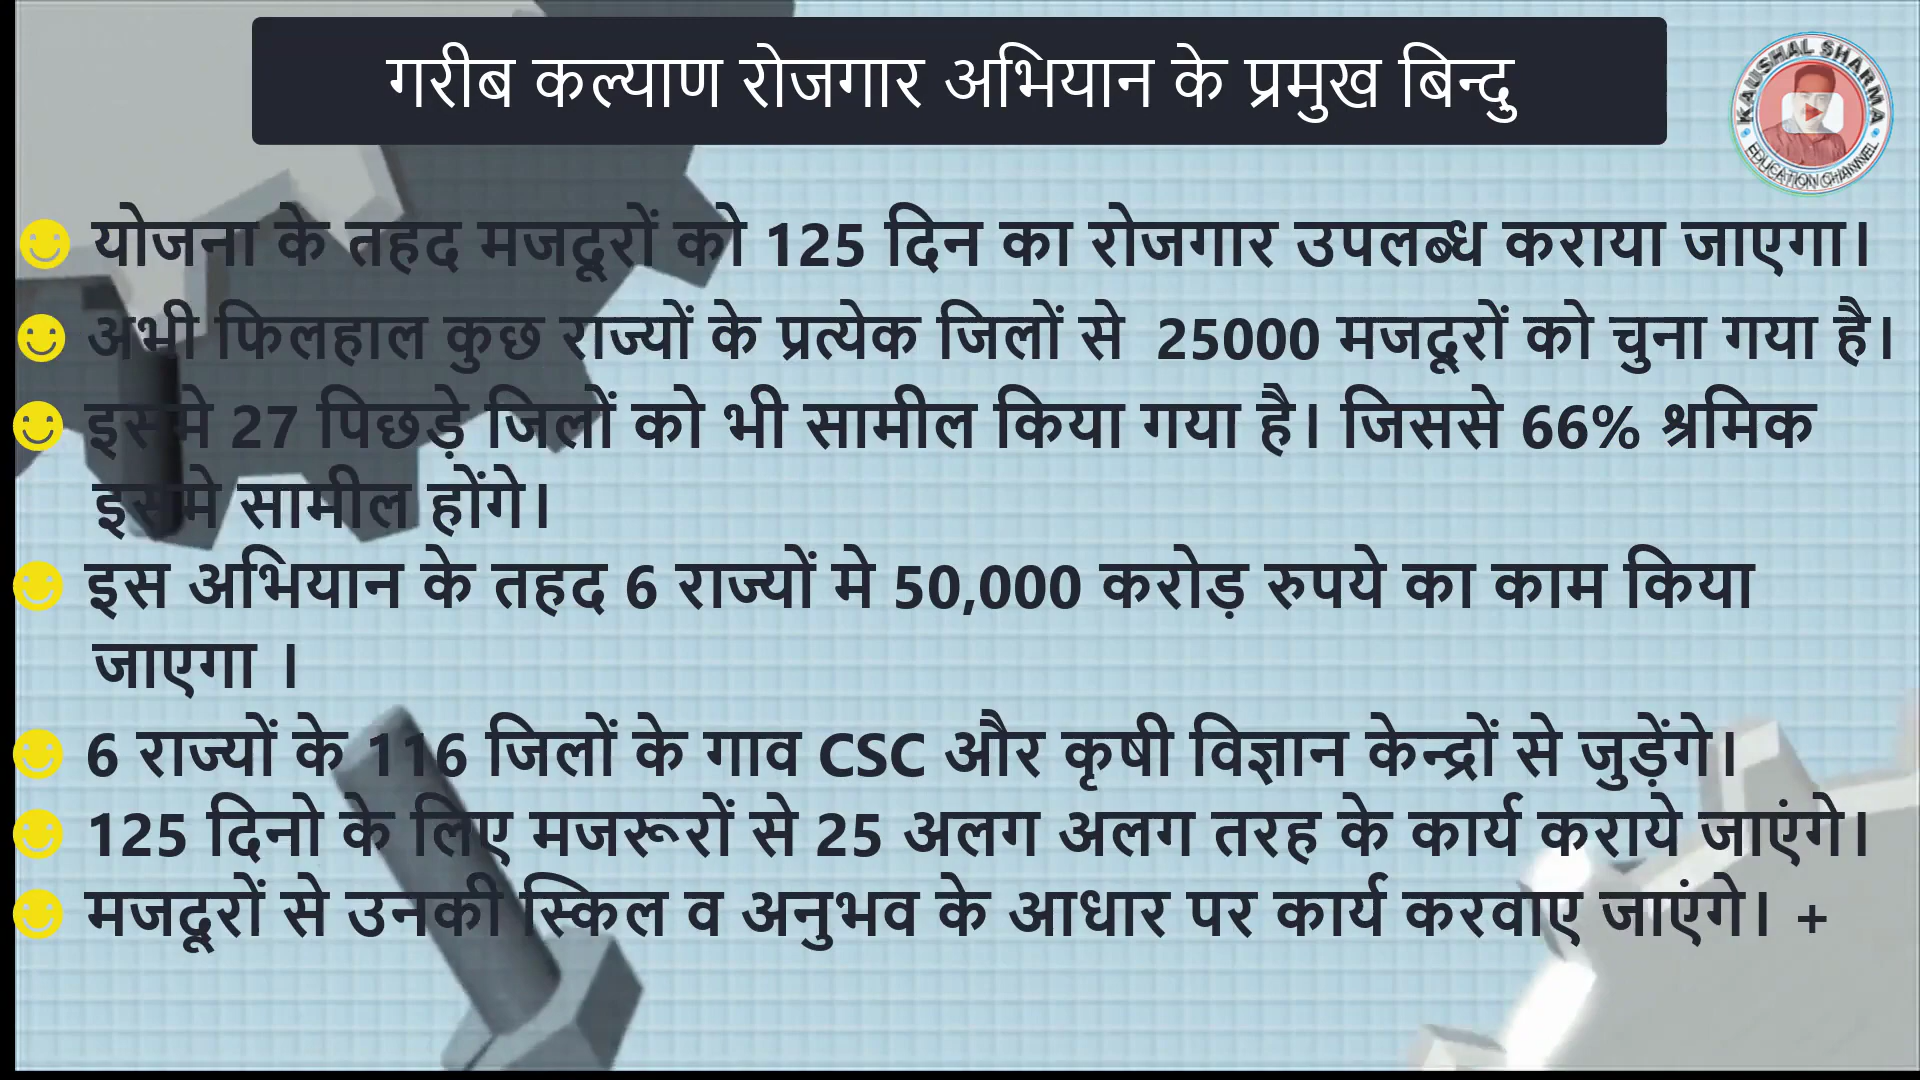 गरीब कल्याण रोजगार अभियान के प्रमुख बिन्दु
KAUSHAL SHARMA
EDUCATION CHANNEL
योजना के तहद मजदूरों को 125 दिन का रोजगार उपलब्ध कराया जाएगा।
अभी फिलहाल कुछ राज्यों के प्रत्येक जिलों से 25000 मजदूरों को चुना गया है।
इसमे 27 पिछड़े जिलों को भी सामील किया गया है। जिससे 66% श्रमिक
इसमे सामील होंगे।
इस अभियान के तहद 6 राज्यों मे 50,000 करोड़ रुपये का काम किया
जाएगा ।
6 राज्यों के 116 जिलों के गाव CSC और कृषी विज्ञान केन्द्रों से जुड़ेंगे।
125 दिनो के लिए मजरूरों से 25 अलग अलग तरह के कार्य कराये जाएंगे।
मजदूरों से उनकी स्किल व अनुभव के आधार पर कार्य करवाए जाएंगे। +